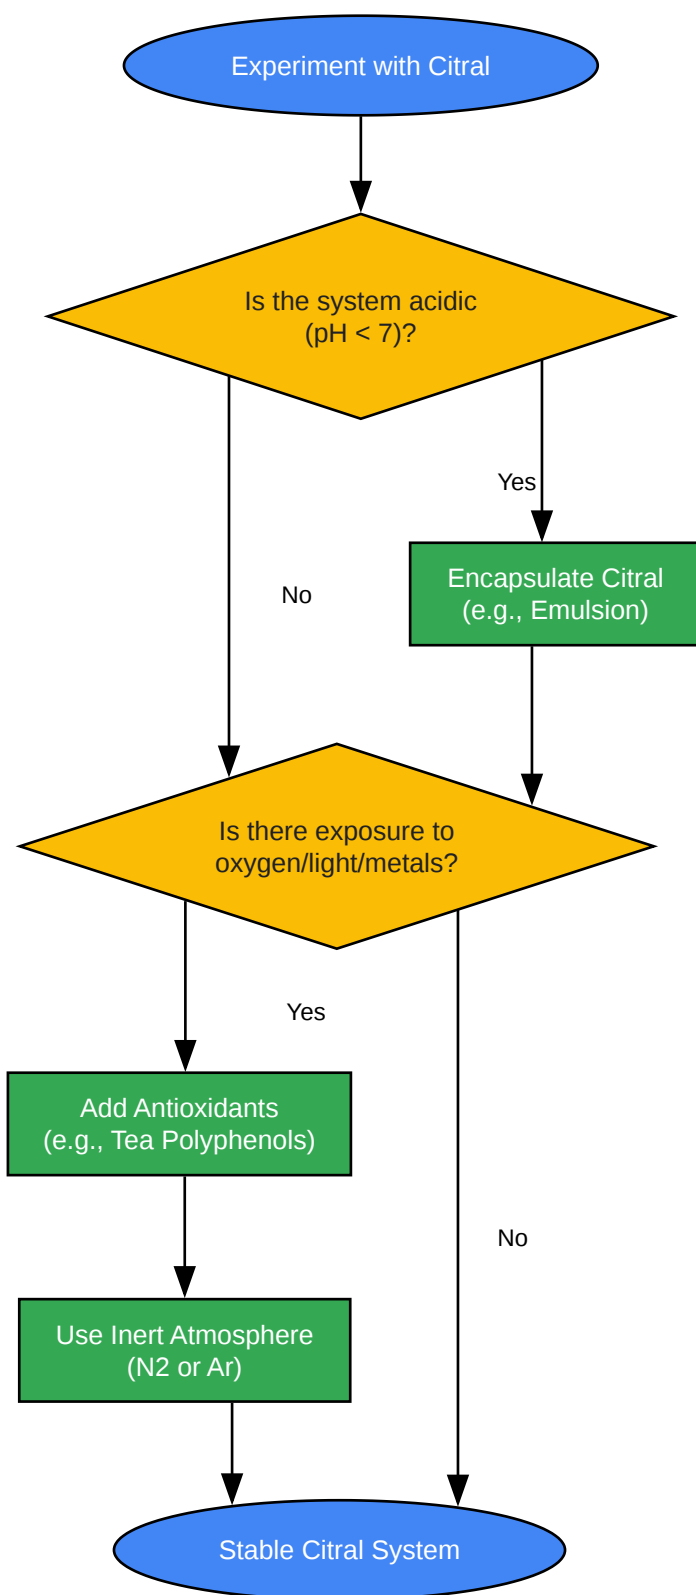 Experiment with Citral
Is the system acidic
(pH < 7)?
Yes
Encapsulate Citral
(e.g., Emulsion)
No
Is there exposure to
oxygen/light/metals?
Yes
Add Antioxidants
(e.g., Tea Polyphenols)
No
Use Inert Atmosphere
(N2 or Ar)
Stable Citral System